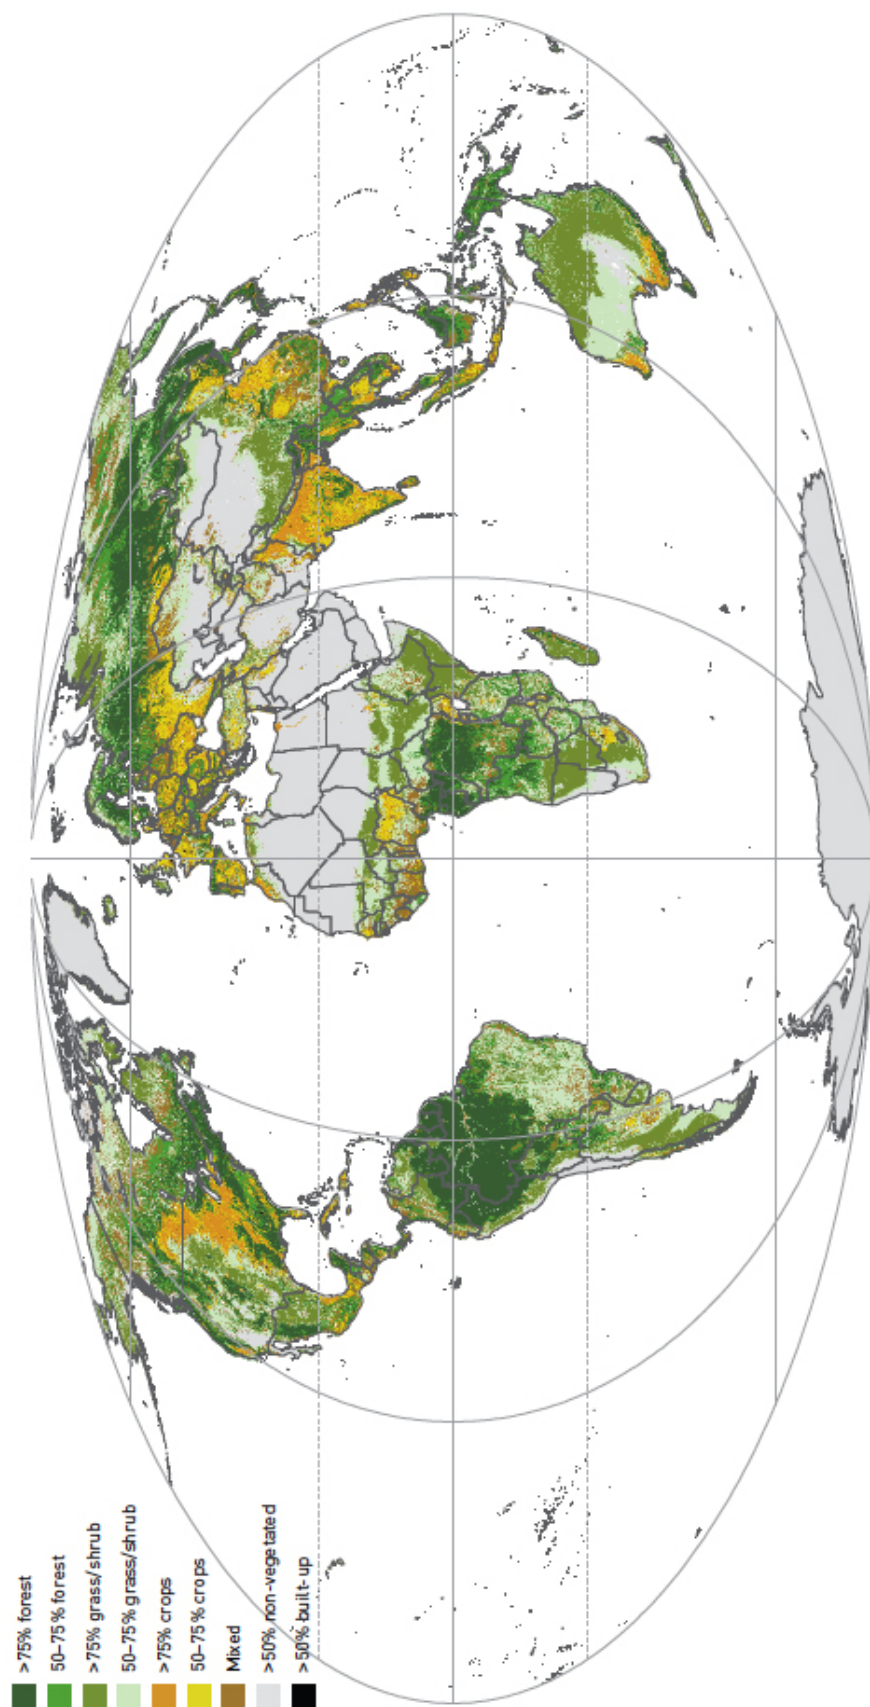 >75% forest
50–75% forest
>75% grass/shrub
50–75% grass/shrub
>75% crops
50–75% crops
Mixed
>50% non-vegetated
>50% built-up